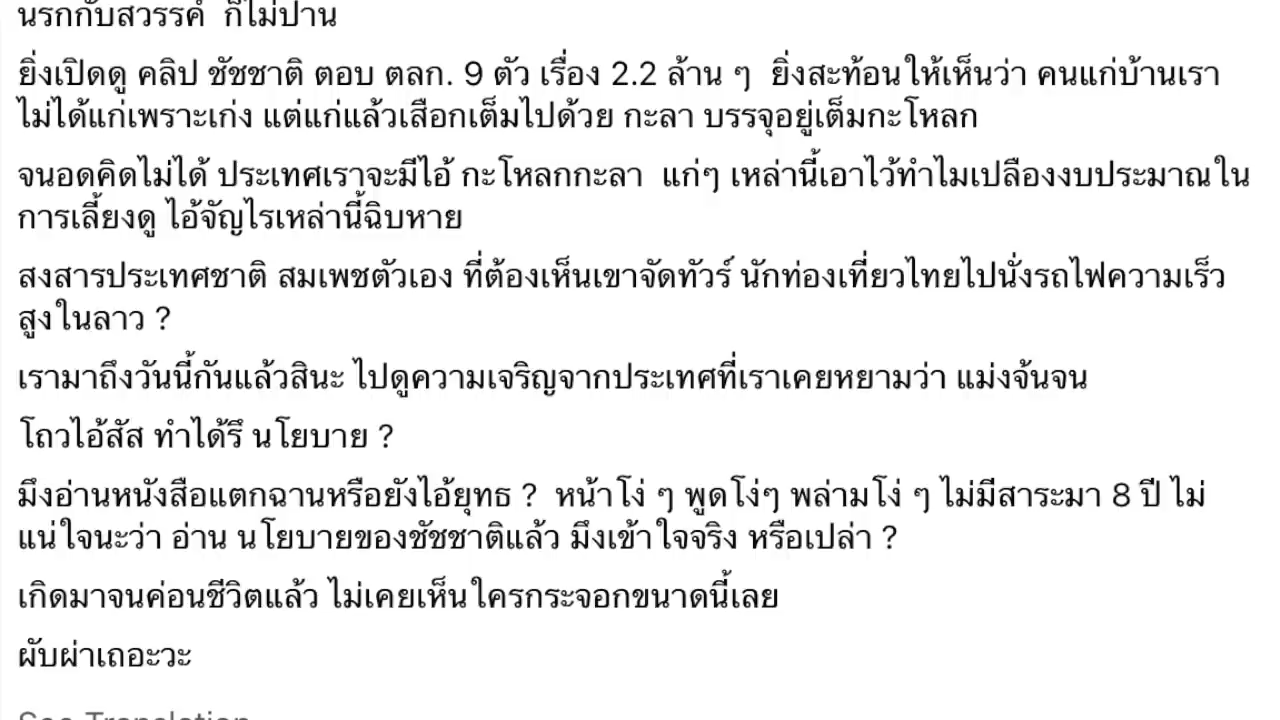 นรกกับสวรรค์ ก็ไม่ปาน
ยิ่งเปิดดู คลิป ชัชชาติ ตอบ ตลก. 9 ตัว เรื่อง 2.2 ล้าน ๆ ยิ่งสะท้อนให้เห็นว่า คนแก่บ้านเรา
ไม่ได้แก่เพราะเก่ง แต่แก่แล้วเสือกเต็มไปด้วย กะลา บรรจุอยู่เต็มกะโหลก
จนอดคิดไม่ได้ ประเทศเราจะมีไอ้ กะโหลกกะลา แก่ๆ เหล่านี้เอาไว้ทำไมเปลืองงบประมาณใน
การเลี้ยงดู ไอ้จัญไรเหล่านี้ฉิบหาย
สงสารประเทศชาติ สมเพชตัวเอง ที่ต้องเห็นเขาจัดทัวร์ นักท่องเที่ยวไทยไปนั่งรถไฟความเร็ว
สูงในลาว ?
เรามาถึงวันนี้กันแล้วสินะ ไปดูความเจริญจากประเทศที่เราเคยหยามว่า แม่งจ้นจน
โถวไอ้สัส ทำได้รึ นโยบาย ?
มึงอ่านหนังสือแตกฉานหรือยังไอ้ยุทธ ? หน้าโง่ ๆ พูดโง่ๆ พล่ามโง่ ๆ ไม่มีสาระมา 8 ปี ไม่
แน่ใจนะว่า อ่าน นโยบายของชัชชาติแล้ว มึงเข้าใจจริง หรือเปล่า ?
เกิดมาจนค่อนชีวิตแล้ว ไม่เคยเห็นใครกระจอกขนาดนี้เลย
ผับผ่าเถอะวะ
See Translation